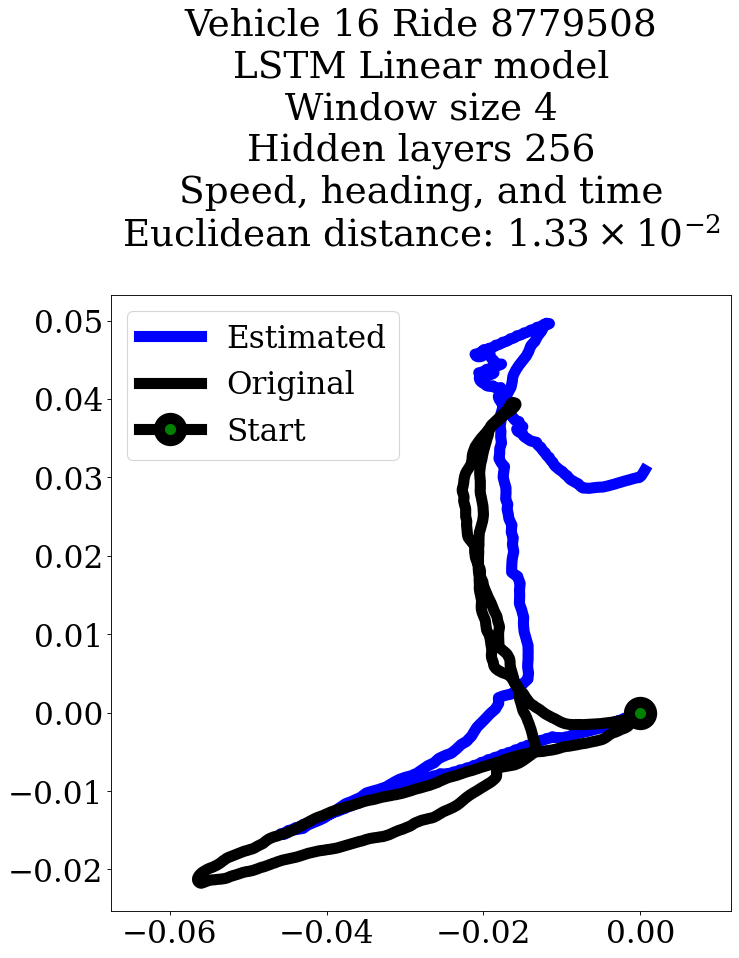 Vehicle 16 Ride 8779508
LSTM Linear model
Window size 4
Hidden layers 256
Speed, heading, and time
Euclidean distance: 1.33 × 10⁻²
Estimated
Original
Start
0.05
0.04
0.03
0.02
0.01
0.00
−0.01
−0.02
−0.06 −0.04 −0.02 0.00